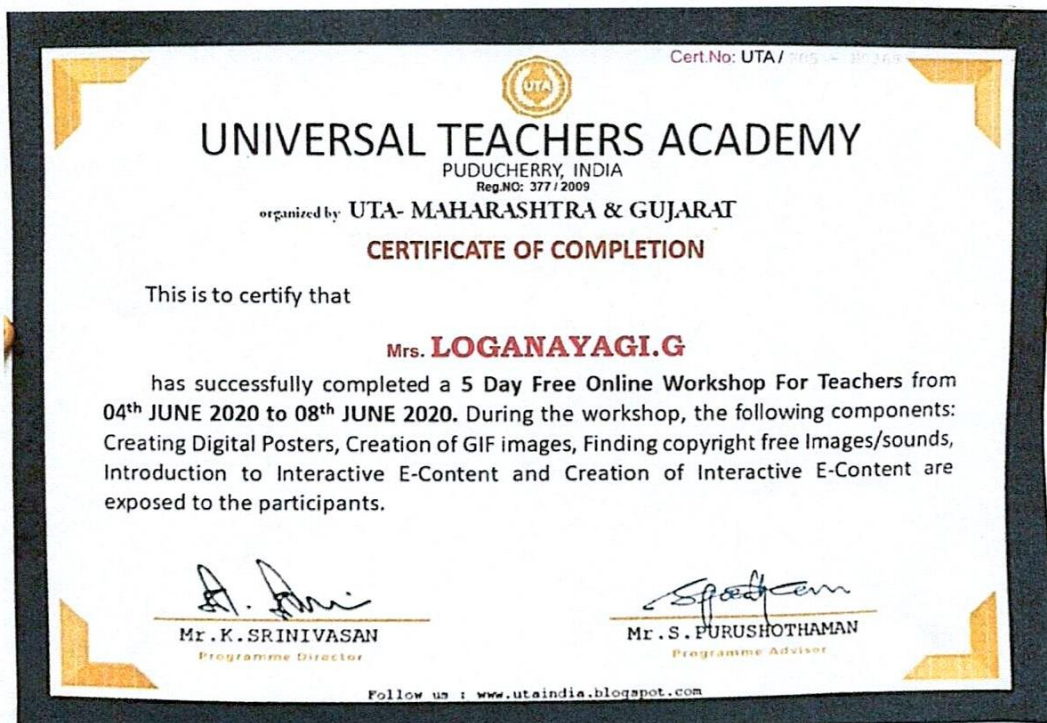 Cert.No: UTA/
UTA
UNIVERSAL TEACHERS ACADEMY
PUDUCHERRY, INDIA
Reg.NO: 377 / 2009
organized by UTA- MAHARASHTRA & GUJARAT
CERTIFICATE OF COMPLETION
This is to certify that
Mrs. LOGANAYAGI.G
has successfully completed a 5 Day Free Online Workshop For Teachers from
04th JUNE 2020 to 08th JUNE 2020. During the workshop, the following components:
Creating Digital Posters, Creation of GIF images, Finding copyright free Images/sounds,
Introduction to Interactive E-Content and Creation of Interactive E-Content are
exposed to the participants.
Mr.K.SRINIVASAN
Programme Director
Mr.S.PURUSHOTHAMAN
Programme Advisor
Follow us : www.utaindia.blogspot.com